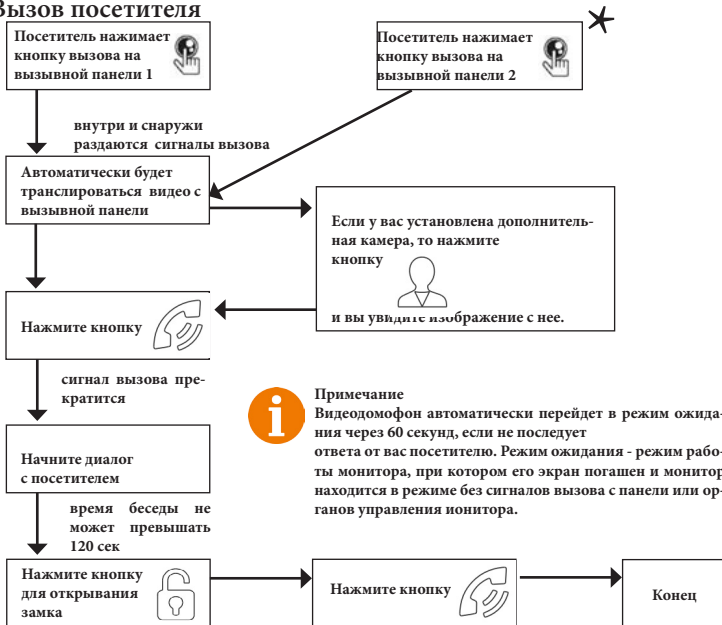 Вызов посетителя
Посетитель нажимает
кнопку вызова на
вызывной панели 1
Посетитель нажимает
кнопку вызова на
вызывной панели 2
внутри и снаружи
раздаются сигналы вызова
Автоматически будет
транслироваться видео с
вызывной панели
Если у вас установлена дополнитель-
ная камера, то нажмите
кнопку
и вы увидите изображение с нее.
Нажмите кнопку
сигнал вызова пре-
кратится
Примечание
Видеодомофон автоматически перейдет в режим ожида-
ния через 60 секунд, если не последует
ответа от вас посетителю. Режим ожидания - режим рабо-
ты монитора, при котором его экран погашен и монитор
находится в режиме без сигналов вызова с панели или ор-
ганов управления ионитора.
Начните диалог
с посетителем
время беседы не
может превышать
120 сек
Нажмите кнопку
для открывания
замка
Нажмите кнопку
Конец